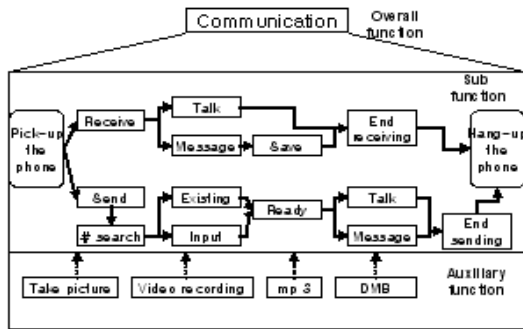 Communication
Overall
function
Sub
function
Pick-up
the
phone
Receive
Talk
Message
Save
End
receiving
Hang-up
the
phone
Send
# search
Existing
Input
Ready
Talk
Message
End
sending
Take picture
Video recording
mp 3
DMB
Auxillary
function